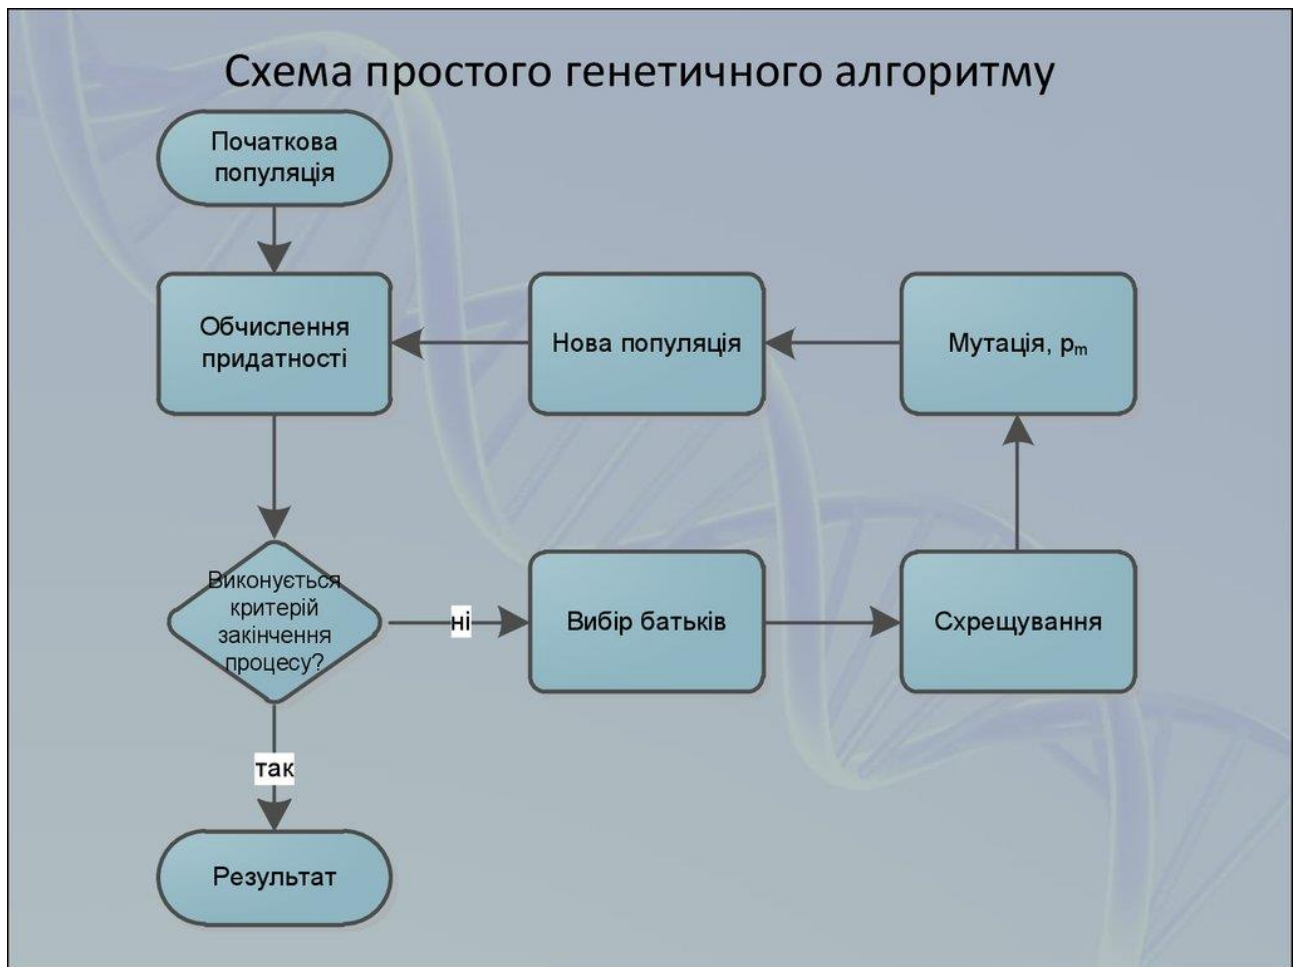 Схема простого генетичного алгоритму
Початкова
популяція
Обчислення
придатності
Нова популяція
Мутація, pₘ
Виконується
критерій
закінчення
процесу?
ні
Вибір батьків
Схрещування
так
Результат